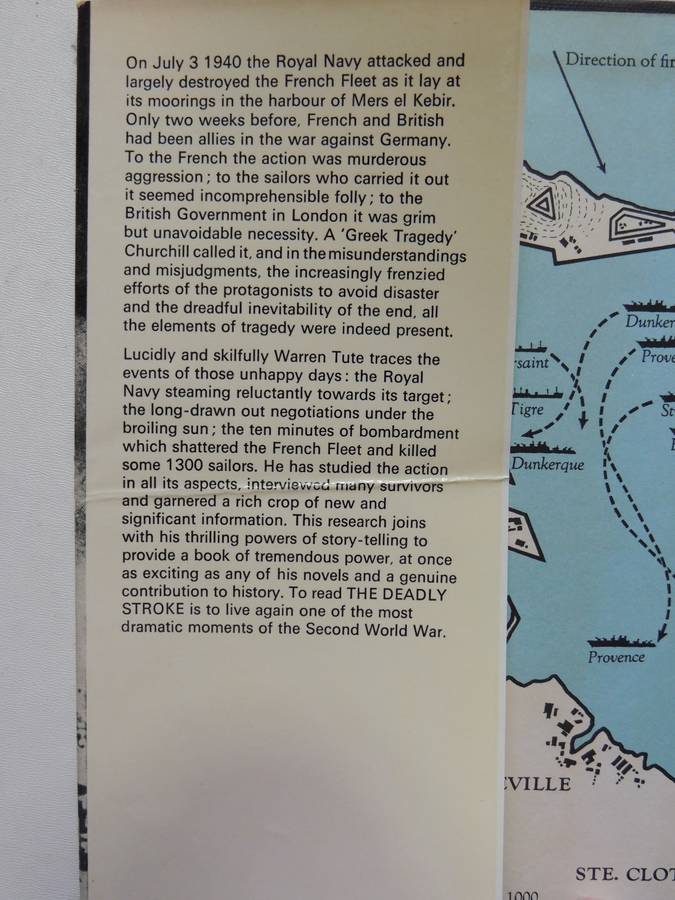 On July 3 1940 the Royal Navy attacked and
largely destroyed the French Fleet as it lay at
its moorings in the harbour of Mers el Kebir.
Only two weeks before, French and British
had been allies in the war against Germany.
To the French the action was murderous
aggression; to the sailors who carried it out
it seemed incomprehensible folly; to the
British Government in London it was grim
but unavoidable necessity. A ‘Greek Tragedy’
Churchill called it, and in the misunderstandings
and misjudgments, the increasingly frenzied
efforts of the protagonists to avoid disaster
and the dreadful inevitability of the end, all
the elements of tragedy were indeed present.
Lucidly and skilfully Warren Tute traces the
events of those unhappy days: the Royal
Navy steaming reluctantly towards its target;
the long-drawn out negotiations under the
broiling sun; the ten minutes of bombardment
which shattered the French Fleet and killed
some 1300 sailors. He has studied the action
in all its aspects, interviewed many survivors
and garnered a rich crop of new and
significant information. This research joins
with his thrilling powers of story-telling to
provide a book of tremendous power, at once
as exciting as any of his novels and a genuine
contribution to history. To read THE DEADLY
STROKE is to live again one of the most
dramatic moments of the Second World War.
Direction of fir
Dunker
Prove
rsaint
Tigre
St
Dunkerque
Provence
EVILLE
STE. CLOT
1000